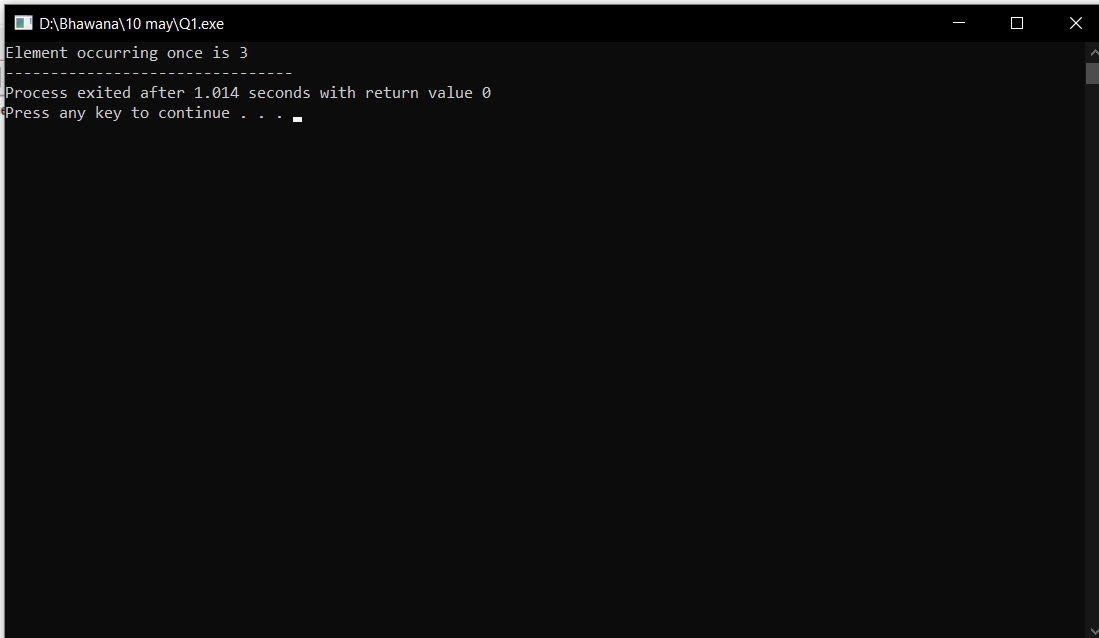 D:\Bhawana\10 may\Q1.exe
Element occurring once is 3
--------------------------------
Process exited after 1.014 seconds with return value 0
Press any key to continue . . .